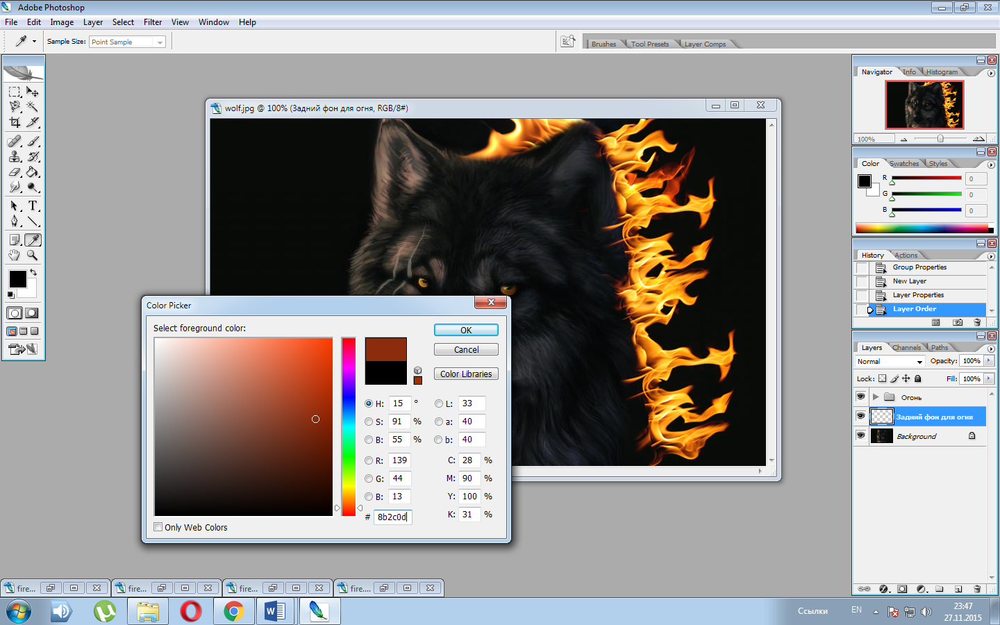 Adobe Photoshop
File Edit Image Layer Select Filter View Window Help
Sample Size: Point Sample
Brushes Tool Presets Layer Comps
wolf.jpg @ 100% (Задний фон для огня, RGB/8#)
Navigator Info Histogram
100%
Color Swatches Styles
R 0
G 0
B 0
History Actions
Group Properties
New Layer
Layer Properties
Layer Order
Layers Channels Paths
Normal Opacity: 100%
Lock: Fill: 100%
Огонь
Задний фон для огня
Background
Color Picker
Select foreground color:
OK
Cancel
Color Libraries
H: 15 ° L: 33
S: 91 % a: 40
B: 55 % b: 40
R: 139 C: 28 %
G: 44 M: 90 %
B: 13 Y: 100 %
# 8b2c0d K: 31 %
Only Web Colors
fire... fire... fire... fire....
Ссылки EN 23:47
27.11.2015